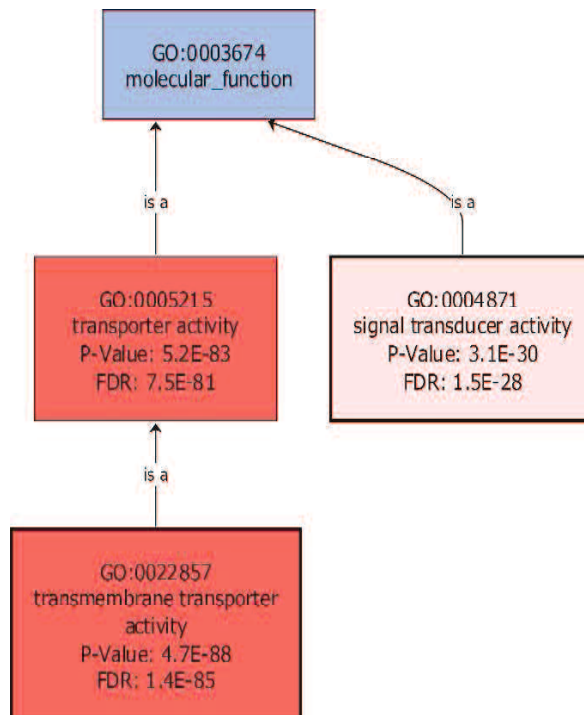 GO:0003674
molecular_function
is a
is a
GO:0005215
transporter activity
P-Value: 5.2E-83
FDR: 7.5E-81
GO:0004871
signal transducer activity
P-Value: 3.1E-30
FDR: 1.5E-28
is a
GO:0022857
transmembrane transporter
activity
P-Value: 4.7E-88
FDR: 1.4E-85